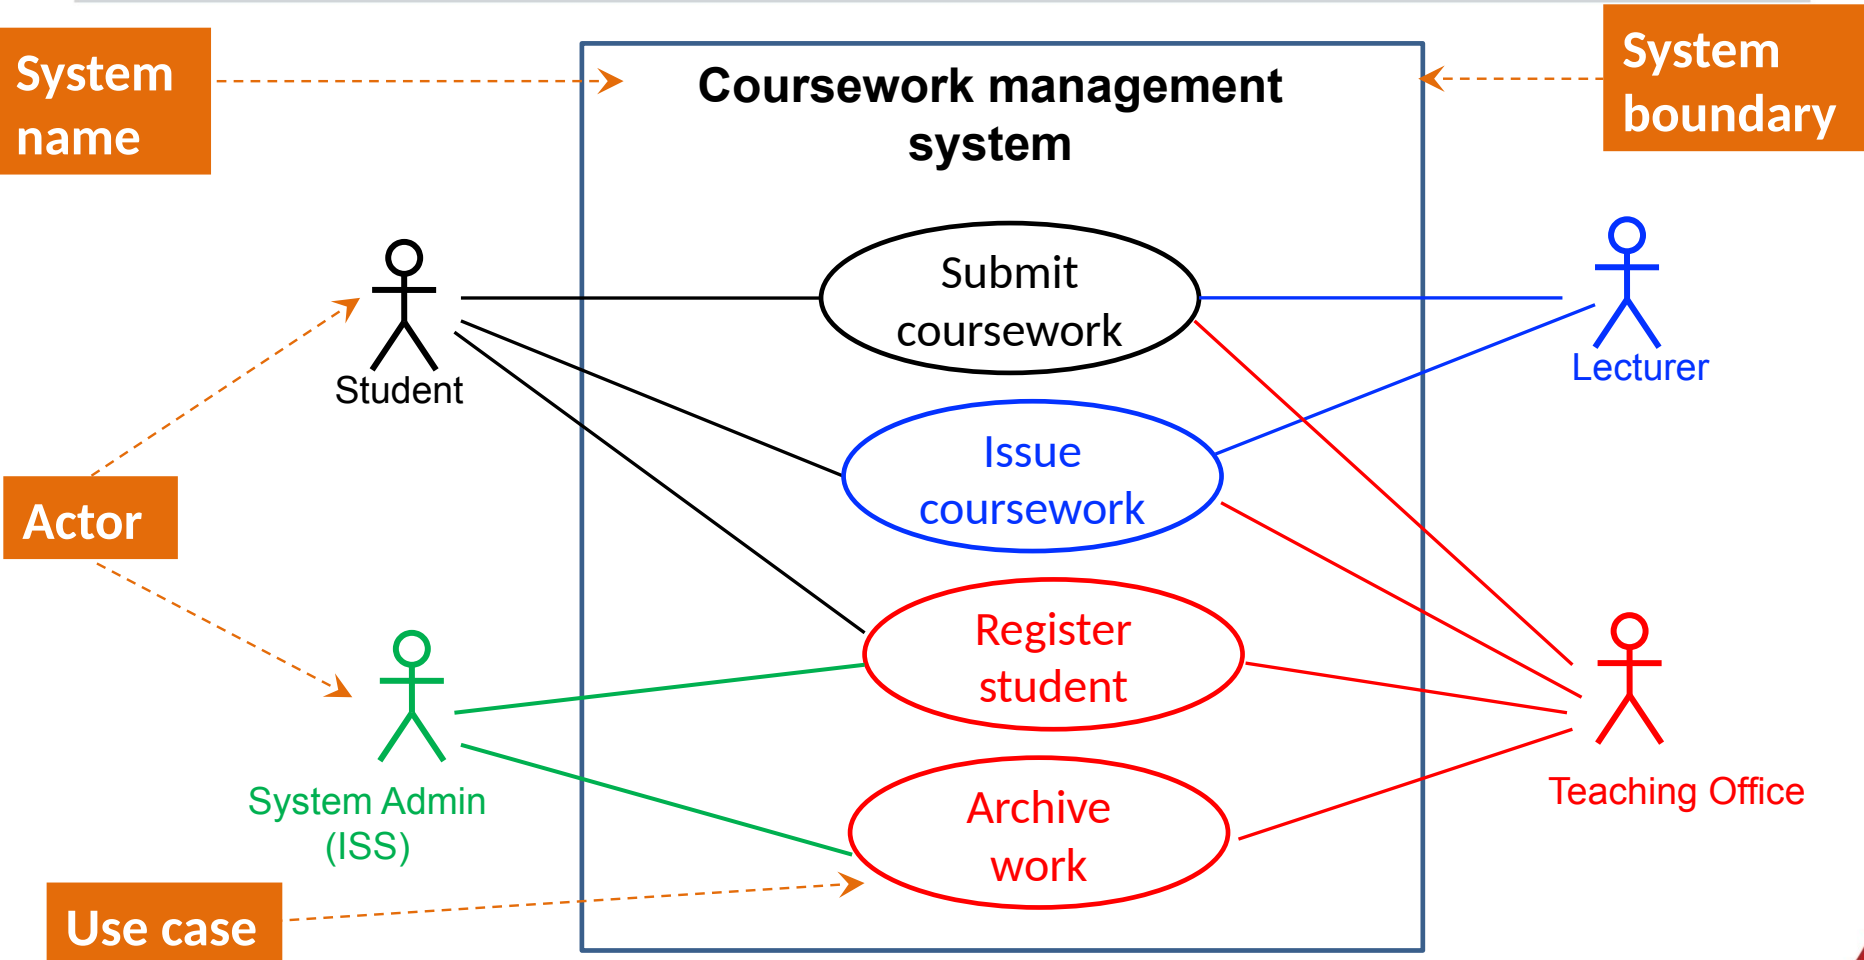 System
name
Coursework management
system
System
boundary
Submit
coursework
Student
Lecturer
Issue
coursework
Actor
Register
student
System Admin
(ISS)
Teaching Office
Archive
work
Use case